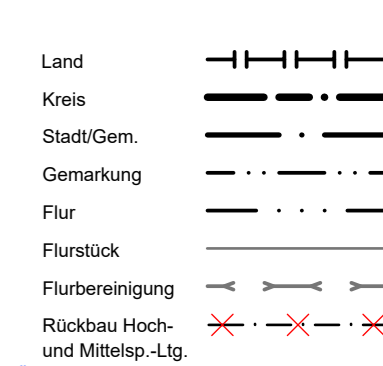 Land
Kreis
Stadt/Gem.
Gemarkung
Flur
Flurstück
Flurbereinigung
Rückbau Hoch-
und Mittelsp.-Ltg.